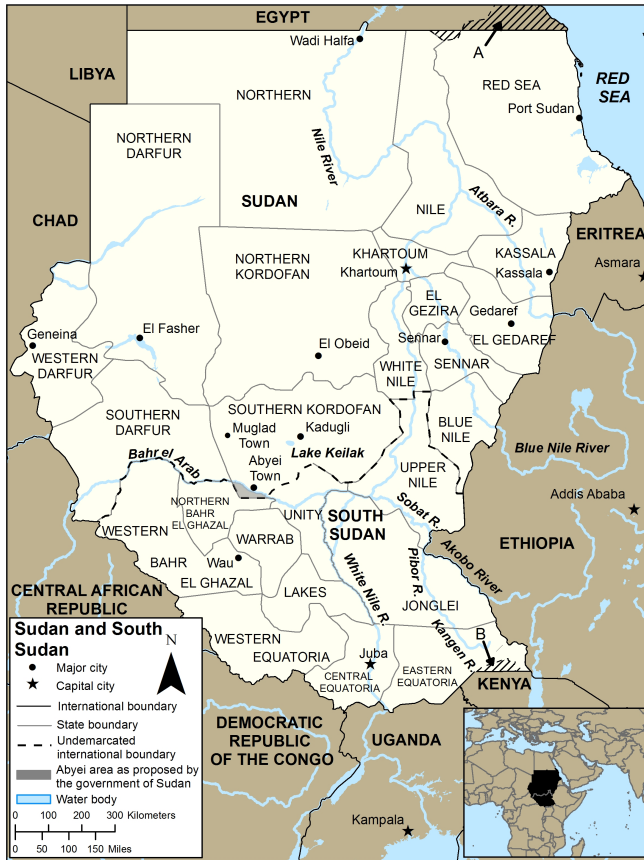 EGYPT
Wadi Halfa
A
LIBYA
RED
SEA
NORTHERN
RED SEA
Port Sudan
NORTHERN
DARFUR
Nile River
SUDAN
NILE
Atbara R.
CHAD
ERITREA
KHARTOUM
Khartoum
KASSALA
Kassala
Asmara
NORTHERN
KORDOFAN
EL
GEZIRA
Gedaref
EL GEDAREF
Geneina
El Fasher
El Obeid
Sennar
SENNAR
WESTERN
DARFUR
WHITE
NILE
SOUTHERN
DARFUR
SOUTHERN KORDOFAN
Muglad
Town
Kadugli
BLUE
NILE
Bahr el Arab
Lake Keilak
Blue Nile River
Abyei
Town
UPPER
NILE
Addis Ababa
NORTHERN
BAHR
EL GHAZAL
UNITY
SOUTH
SUDAN
Sobat R.
WESTERN
BAHR
EL GHAZAL
WARRAB
Akobo River
ETHIOPIA
Wau
White Nile R.
Pibor R.
CENTRAL AFRICAN
REPUBLIC
LAKES
JONGLEI
Kangen R.
B
WESTERN
EQUATORIA
Juba
CENTRAL
EQUATORIA
EASTERN
EQUATORIA
KENYA
DEMOCRATIC
REPUBLIC
OF THE CONGO
UGANDA
Kampala
Sudan and South
Sudan
N
Major city
Capital city
International boundary
State boundary
Undemarcated
international boundary
Abyei area as proposed by
the government of Sudan
Water body
0 100 200 300 Kilometers
0 50 100 150 Miles